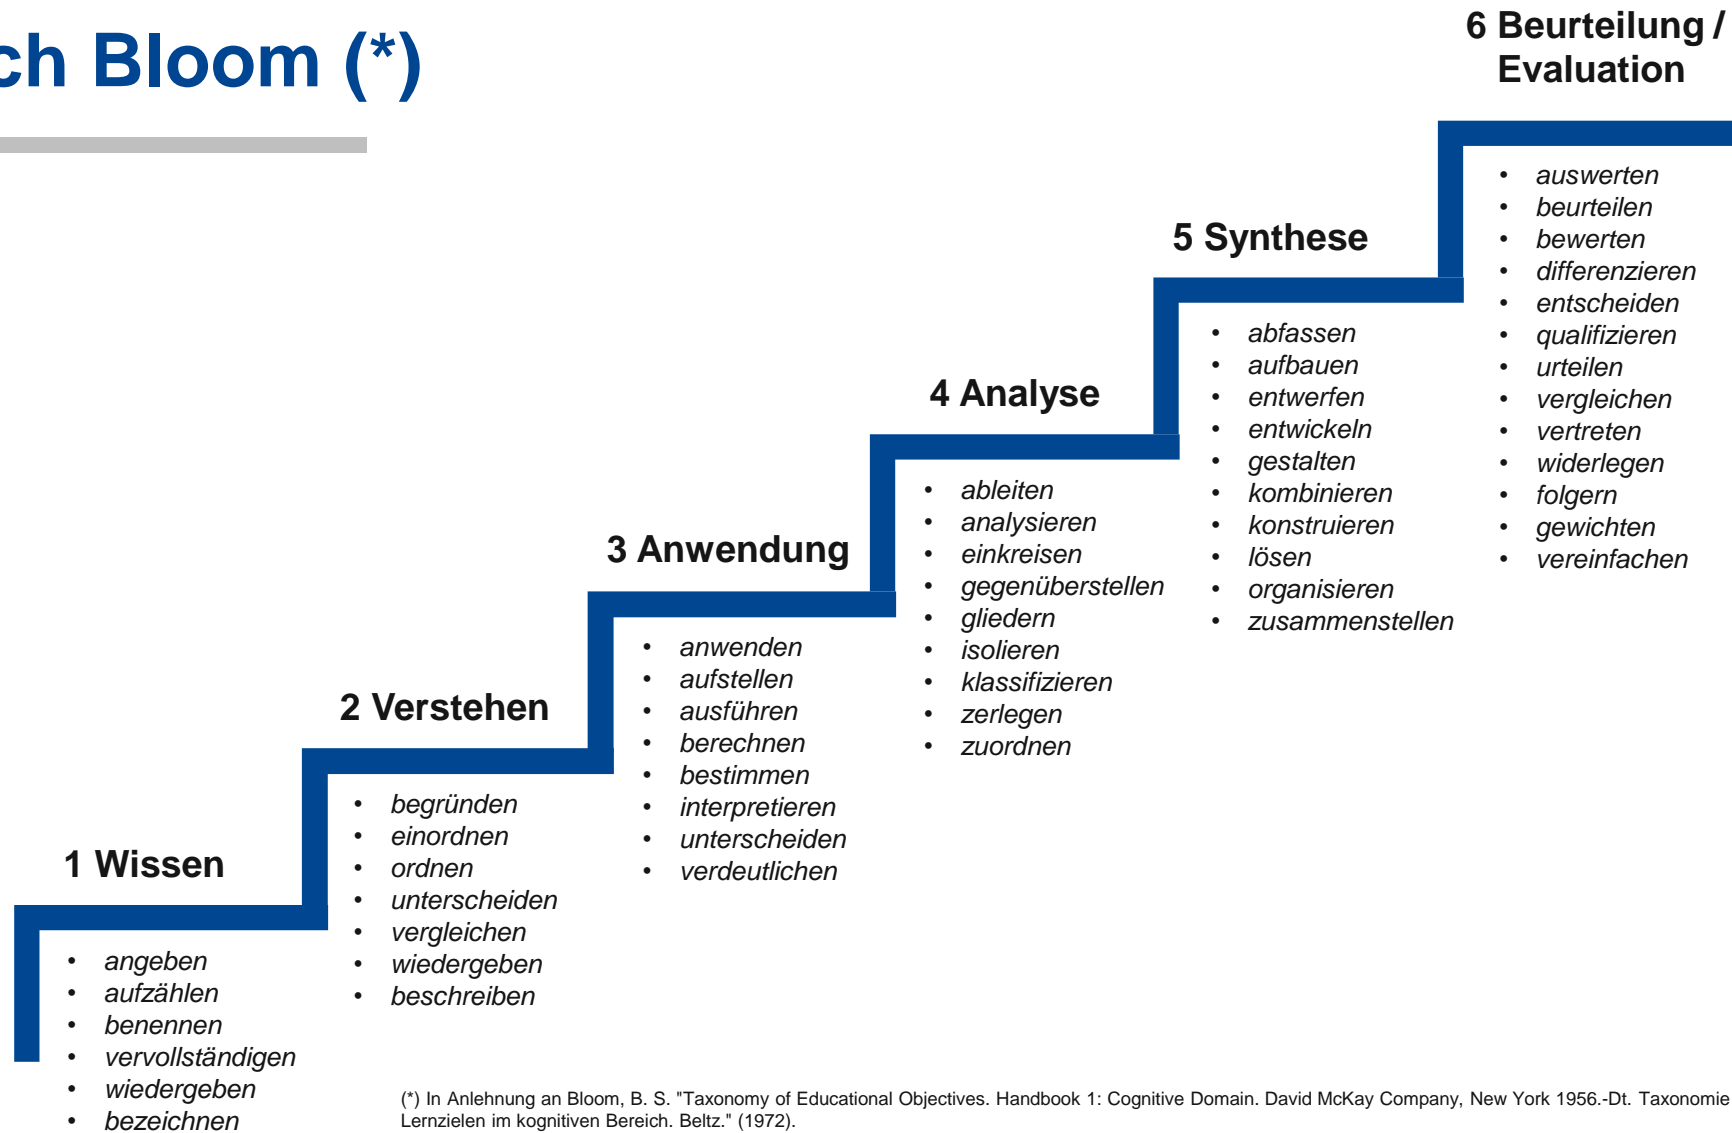 ch Bloom (*)
6 Beurteilung /
Evaluation
• auswerten
• beurteilen
• bewerten
• differenzieren
• entscheiden
• qualifizieren
• urteilen
• vergleichen
• vertreten
• widerlegen
• folgern
• gewichten
• vereinfachen
5 Synthese
• abfassen
• aufbauen
• entwerfen
• entwickeln
• gestalten
• kombinieren
• konstruieren
• lösen
• organisieren
• zusammenstellen
4 Analyse
• ableiten
• analysieren
• einkreisen
• gegenüberstellen
• gliedern
• isolieren
• klassifizieren
• zerlegen
• zuordnen
3 Anwendung
• anwenden
• aufstellen
• ausführen
• berechnen
• bestimmen
• interpretieren
• unterscheiden
• verdeutlichen
2 Verstehen
• begründen
• einordnen
• ordnen
• unterscheiden
• vergleichen
• wiedergeben
• beschreiben
1 Wissen
• angeben
• aufzählen
• benennen
• vervollständigen
• wiedergeben
• bezeichnen
(*) In Anlehnung an Bloom, B. S. "Taxonomy of Educational Objectives. Handbook 1: Cognitive Domain. David McKay Company, New York 1956.-Dt. Taxonomie
Lernzielen im kognitiven Bereich. Beltz." (1972).